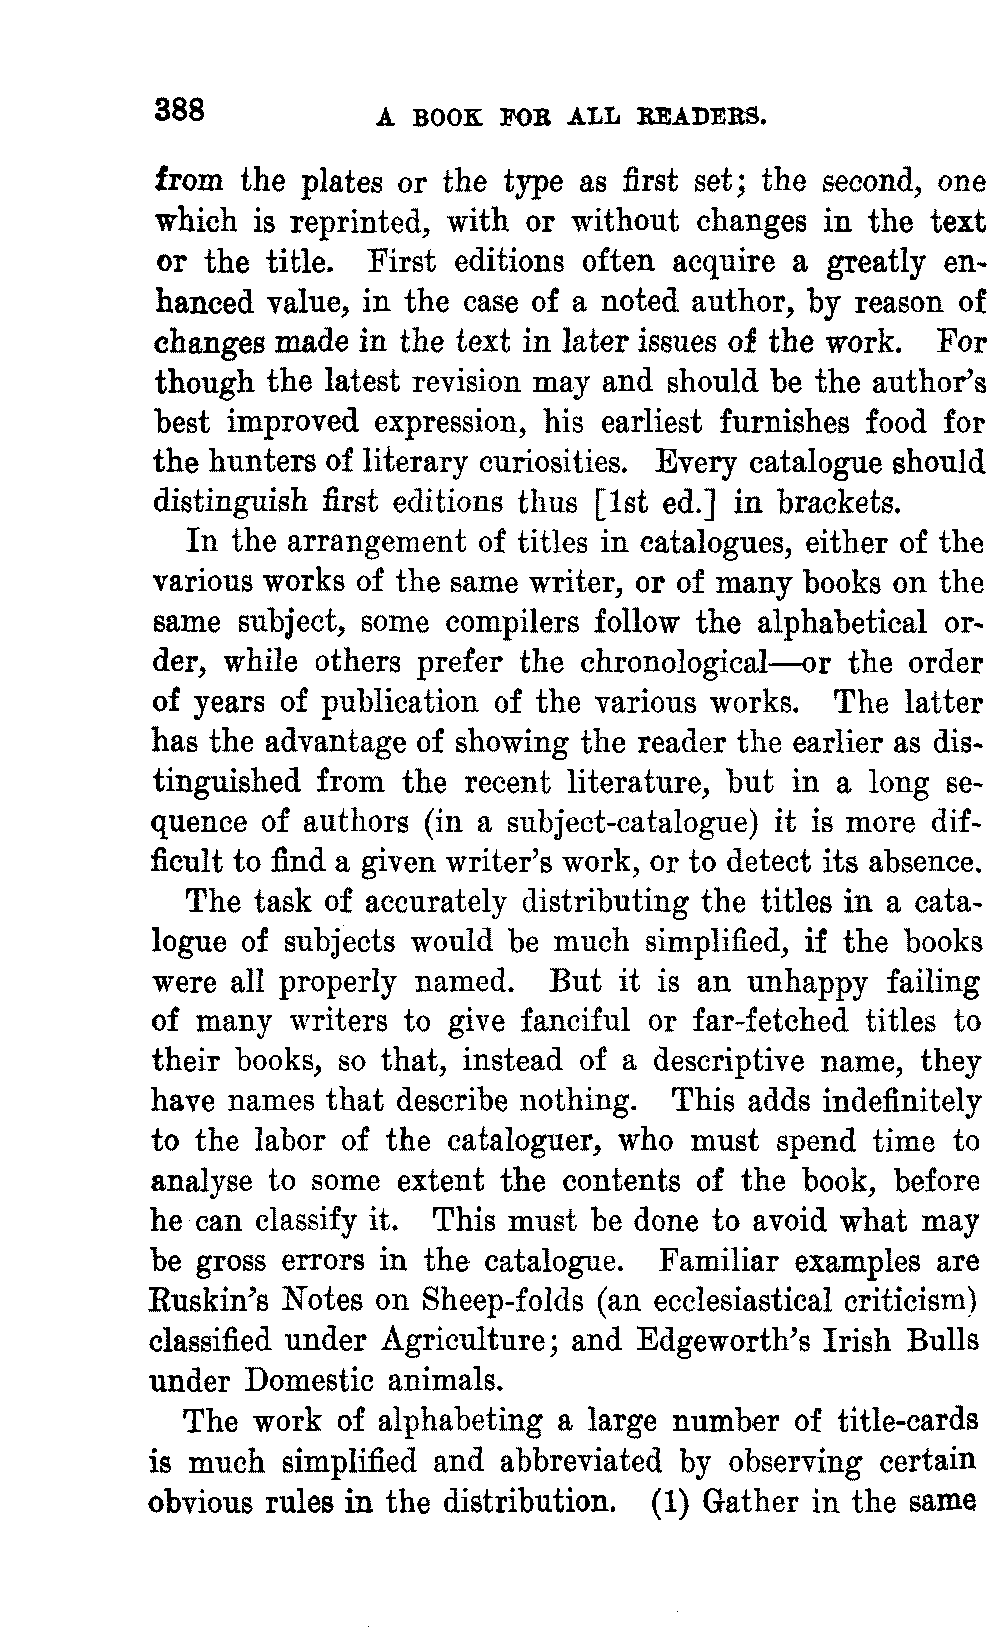 388
A BOOK FOR ALL READERS.
from the plates or the type as first set; the second, one
which is reprinted, with or without changes in the text
or the title. First editions often acquire a greatly en-
hanced value, in the case of a noted author, by reason of
changes made in the text in later issues of the work. For
though the latest revision may and should be the author's
best improved expression, his earliest furnishes food for
the hunters of literary curiosities. Every catalogue should
distinguish first editions thus [1st ed.] in brackets.
In the arrangement of titles in catalogues, either of the
various works of the same writer, or of many books on the
same subject, some compilers follow the alphabetical or-
der, while others prefer the chronological—or the order
of years of publication of the various works. The latter
has the advantage of showing the reader the earlier as dis-
tinguished from the recent literature, but in a long se-
quence of authors (in a subject-catalogue) it is more dif-
ficult to find a given writer's work, or to detect its absence.
The task of accurately distributing the titles in a cata-
logue of subjects would be much simplified, if the books
were all properly named. But it is an unhappy failing
of many writers to give fanciful or far-fetched titles to
their books, so that, instead of a descriptive name, they
have names that describe nothing. This adds indefinitely
to the labor of the cataloguer, who must spend time to
analyse to some extent the contents of the book, before
he can classify it. This must be done to avoid what may
be gross errors in the catalogue. Familiar examples are
Ruskin's Notes on Sheep-folds (an ecclesiastical criticism)
classified under Agriculture; and Edgeworth's Irish Bulls
under Domestic animals.
The work of alphabeting a large number of title-cards
is much simplified and abbreviated by observing certain
obvious rules in the distribution. (1) Gather in the same